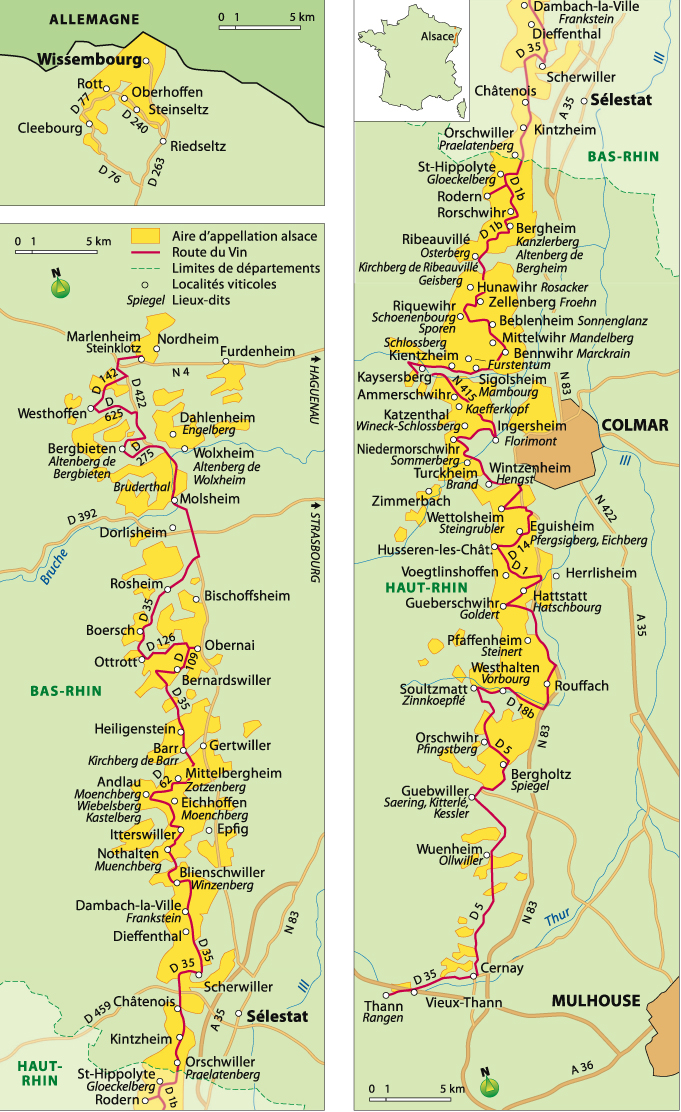 ALLEMAGNE
0 1 5 km
Wissembourg
Rott
Oberhoffen
Steinseltz
D 77
D 240
Cleebourg
Riedseltz
D 76
D 263
0 1 5 km
Aire d'appellation alsace
Route du Vin
Limites de départements
Localités viticoles
Spiegel Lieux-dits
N
Marlenheim
Steinklotz
Nordheim
Furdenheim
N 4
HAGUENAU
D 142
D 422
Westhoffen
D 625
Dahlenheim
Engelberg
Bergbieten
Altenberg de
Bergbieten
D 275
Wolxheim
Altenberg de
Wolxheim
Bruderthal
Molsheim
STRASBOURG
D 392
Dorlisheim
Bruche
Rosheim
Bischoffsheim
D 35
Boersch
D 126
Obernai
Ottrott
D 109
Bernardswiller
BAS-RHIN
D 35
Heiligenstein
Barr
Kirchberg de Barr
Gertwiller
D 62
Mittelbergheim
Zotzenberg
Andlau
Moenchberg
Wiebelsberg
Kastelberg
Eichhoffen
Moenchberg
Itterswiller
Epfig
Nothalten
Muenchberg
Blienschwiller
Winzenberg
Dambach-la-Ville
Frankstein
Dieffenthal
N 83
D 35
D 35
Scherwiller
Ill
Châtenois
D 459
Sélestat
A 35
Kintzheim
HAUT-
RHIN
Orschwiller
Praelatenberg
St-Hippolyte
Gloeckelberg
Rodern
D 1b
Alsace
Dambach-la-Ville
Frankstein
Dieffenthal
D 35
Ill
Scherwiller
Châtenois
A 35
Sélestat
Kintzheim
Orschwiller
Praelatenberg
BAS-RHIN
St-Hippolyte
Gloeckelberg
D 1b
Rodern
Rorschwihr
D 1b
Bergheim
Kanzlerberg
Altenberg de
Bergheim
Ribeauvillé
Osterberg
Kirchberg de Ribeauvillé
Geisberg
Hunawihr Rosacker
Zellenberg Froehn
Riquewihr
Schoenenbourg
Sporen
Beblenheim Sonnenglanz
Mittelwihr Mandelberg
Schlossberg
Kientzheim
Bennwihr Marckrain
Furstentum
Kaysersberg
N 415
Sigolsheim
Mambourg
N 83
Ammerschwihr
Kaefferkopf
Katzenthal
Wineck-Schlossberg
Ingersheim
Florimont
COLMAR
Niedermorschwihr
Sommerberg
Ill
Turckheim
Brand
Wintzenheim
Hengst
Zimmerbach
N 422
Wettolsheim
Steingrubler
Eguisheim
Pfergsigberg, Eichberg
Husseren-les-Chât.
D 14
D 1
Voegtlinshoffen
Herrlisheim
HAUT-RHIN
Hattstatt
Hatschbourg
Gueberschwihr
Goldert
A 35
Pfaffenheim
Steinert
Westhalten
Vorbourg
Soultzmatt
Zinnkoepflé
Rouffach
D 18b
N 83
Orschwihr
Pfingstberg
D 5
Bergholtz
Spiegel
Guebwiller
Saering, Kitterlé,
Kessler
Wuenheim
Ollwiller
D 5
N 83
Thur
D 35
Cernay
Thann
Rangen
Vieux-Thann
MULHOUSE
N
A 36
0 1 5 km